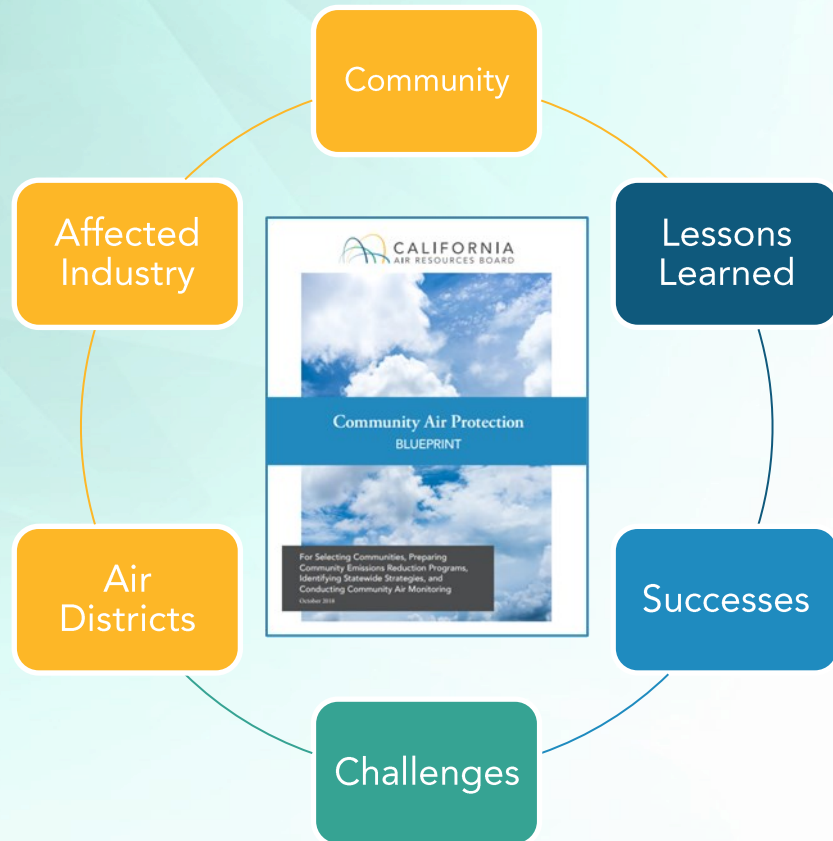 Community
Lessons
Learned
Successes
Challenges
Air
Districts
Affected
Industry
CALIFORNIA
AIR RESOURCES BOARD
Community Air Protection
BLUEPRINT
For Selecting Communities, Preparing
Community Emissions Reduction Programs,
Identifying Statewide Strategies, and
Conducting Community Air Monitoring
October 2018